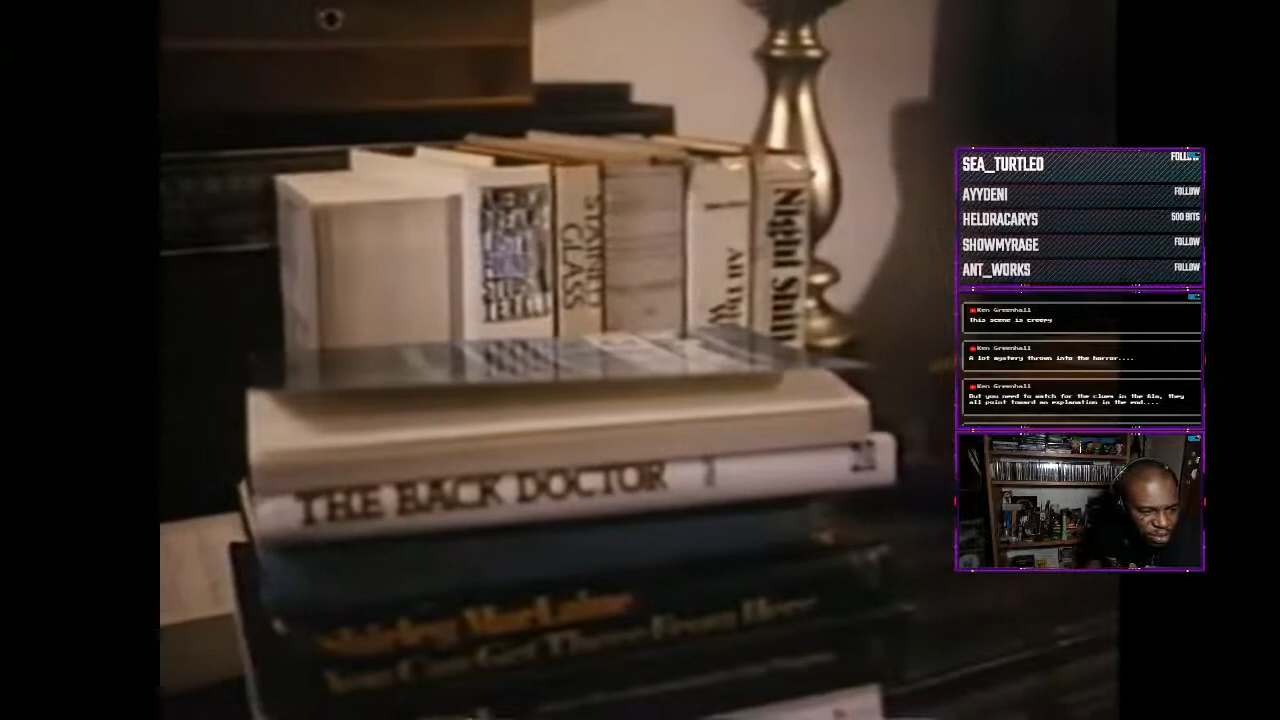 STAINED
GLASS
Night Shift
THE BACK DOCTOR
Shirley MacLaine
You Can Get There From Here
SEA_TURTLEO
AYYDENI
FOLLOW
HELDRACARYS
500 BITS
SHOWMYRAGE
FOLLOW
ANT_WORKS
FOLLOW
Ken Greenhall
This scene is creepy
Ken Greenhall
A lot mystery thrown into the horror....
Ken Greenhall
But you need to watch for the clues in the Alo, they
all point toward an explanation in the end....